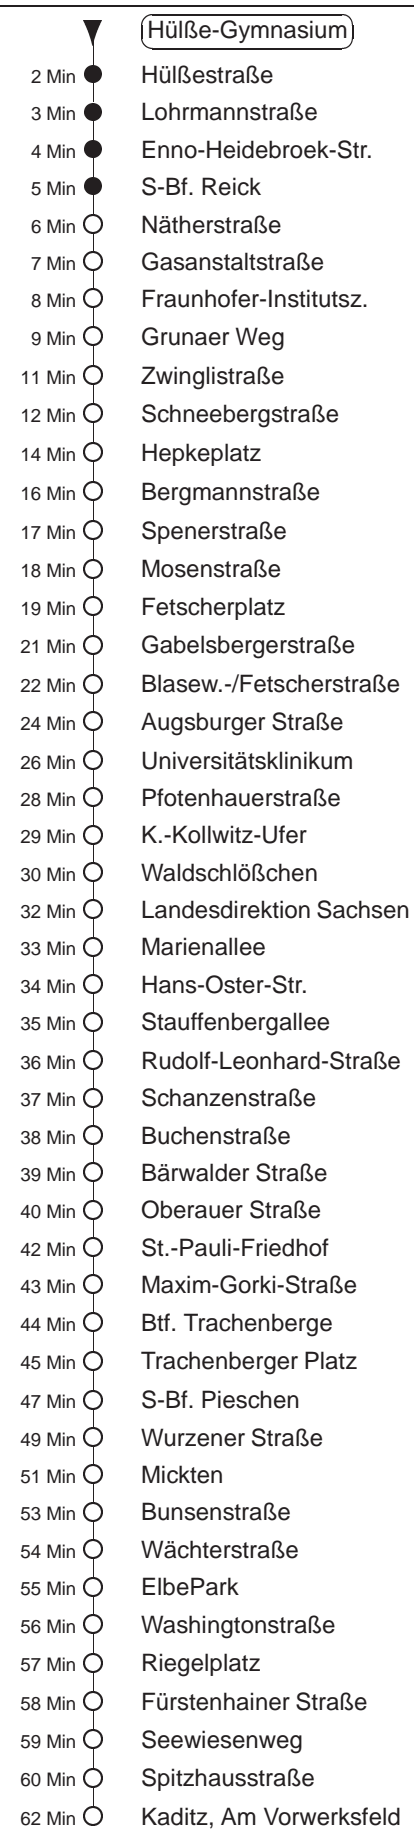 Hülße-Gymnasium
2 Min Hülßestraße
3 Min Lohrmannstraße
4 Min Enno-Heidebroek-Str.
5 Min S-Bf. Reick
6 Min Nätherstraße
7 Min Gasanstaltstraße
8 Min Fraunhofer-Institutsz.
9 Min Grunaer Weg
11 Min Zwinglistraße
12 Min Schneebergstraße
14 Min Hepkeplatz
16 Min Bergmannstraße
17 Min Spenerstraße
18 Min Mosenstraße
19 Min Fetscherplatz
21 Min Gabelsbergerstraße
22 Min Blasew.-/Fetscherstraße
24 Min Augsburger Straße
26 Min Universitätsklinikum
28 Min Pfotenhauerstraße
29 Min K.-Kollwitz-Ufer
30 Min Waldschlößchen
32 Min Landesdirektion Sachsen
33 Min Marienallee
34 Min Hans-Oster-Str.
35 Min Stauffenbergallee
36 Min Rudolf-Leonhard-Straße
37 Min Schanzenstraße
38 Min Buchenstraße
39 Min Bärwalder Straße
40 Min Oberauer Straße
42 Min St.-Pauli-Friedhof
43 Min Maxim-Gorki-Straße
44 Min Btf. Trachenberge
45 Min Trachenberger Platz
47 Min S-Bf. Pieschen
49 Min Wurzener Straße
51 Min Mickten
53 Min Bunsenstraße
54 Min Wächterstraße
55 Min ElbePark
56 Min Washingtonstraße
57 Min Riegelplatz
58 Min Fürstenhainer Straße
59 Min Seewiesenweg
60 Min Spitzhausstraße
62 Min Kaditz, Am Vorwerksfeld